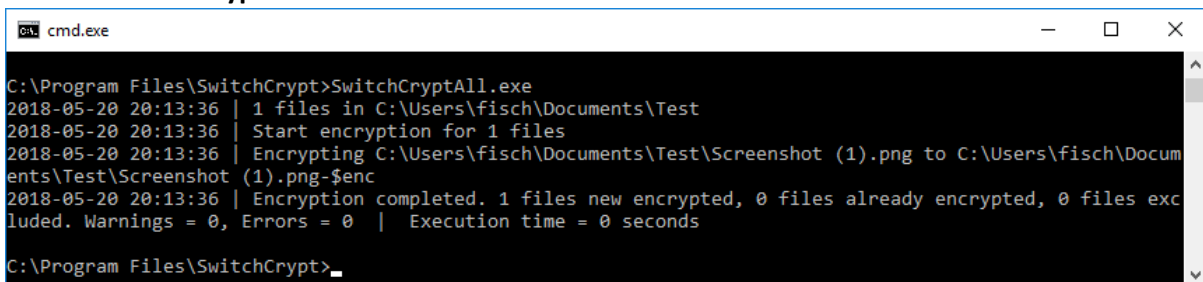 cmd.exe
C:\Program Files\SwitchCrypt>SwitchCryptAll.exe
2018-05-20 20:13:36 | 1 files in C:\Users\fisch\Documents\Test
2018-05-20 20:13:36 | Start encryption for 1 files
2018-05-20 20:13:36 | Encrypting C:\Users\fisch\Documents\Test\Screenshot (1).png to C:\Users\fisch\Docum
ents\Test\Screenshot (1).png-$enc
2018-05-20 20:13:36 | Encryption completed. 1 files new encrypted, 0 files already encrypted, 0 files exc
luded. Warnings = 0, Errors = 0  |  Execution time = 0 seconds
C:\Program Files\SwitchCrypt>